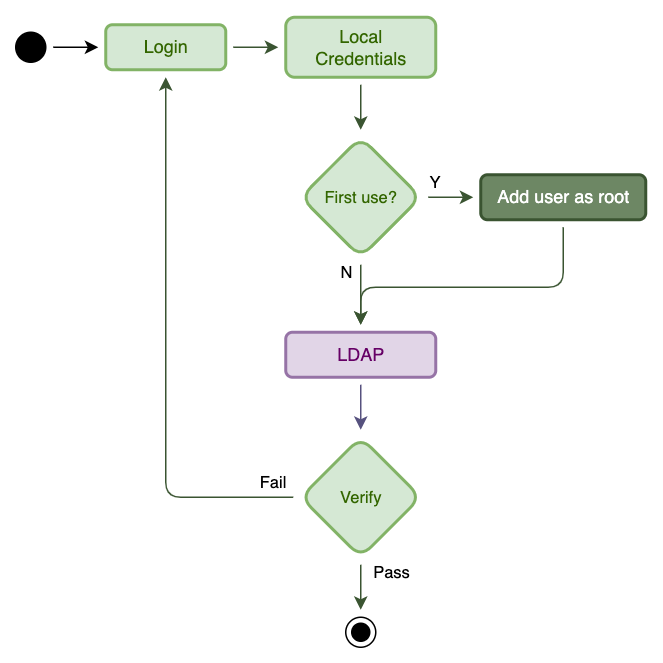 Login
Local
Credentials
First use?
Y
Add user as root
N
LDAP
Fail
Verify
Pass